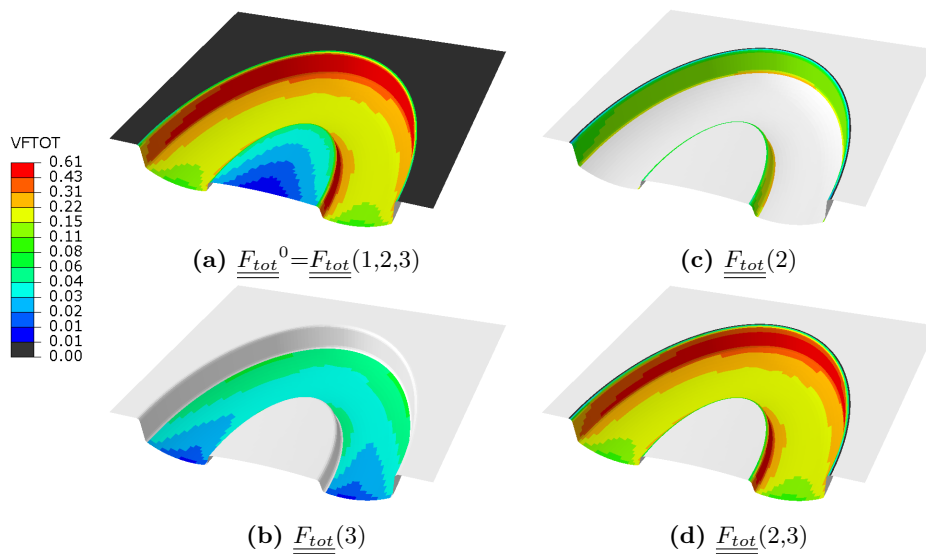 VFTOT
0.61
0.43
0.31
0.22
0.15
0.11
0.08
0.06
0.04
0.03
0.02
0.01
0.01
0.00
(a) F_tot^0=F_tot(1,2,3)
(c) F_tot(2)
(b) F_tot(3)
(d) F_tot(2,3)